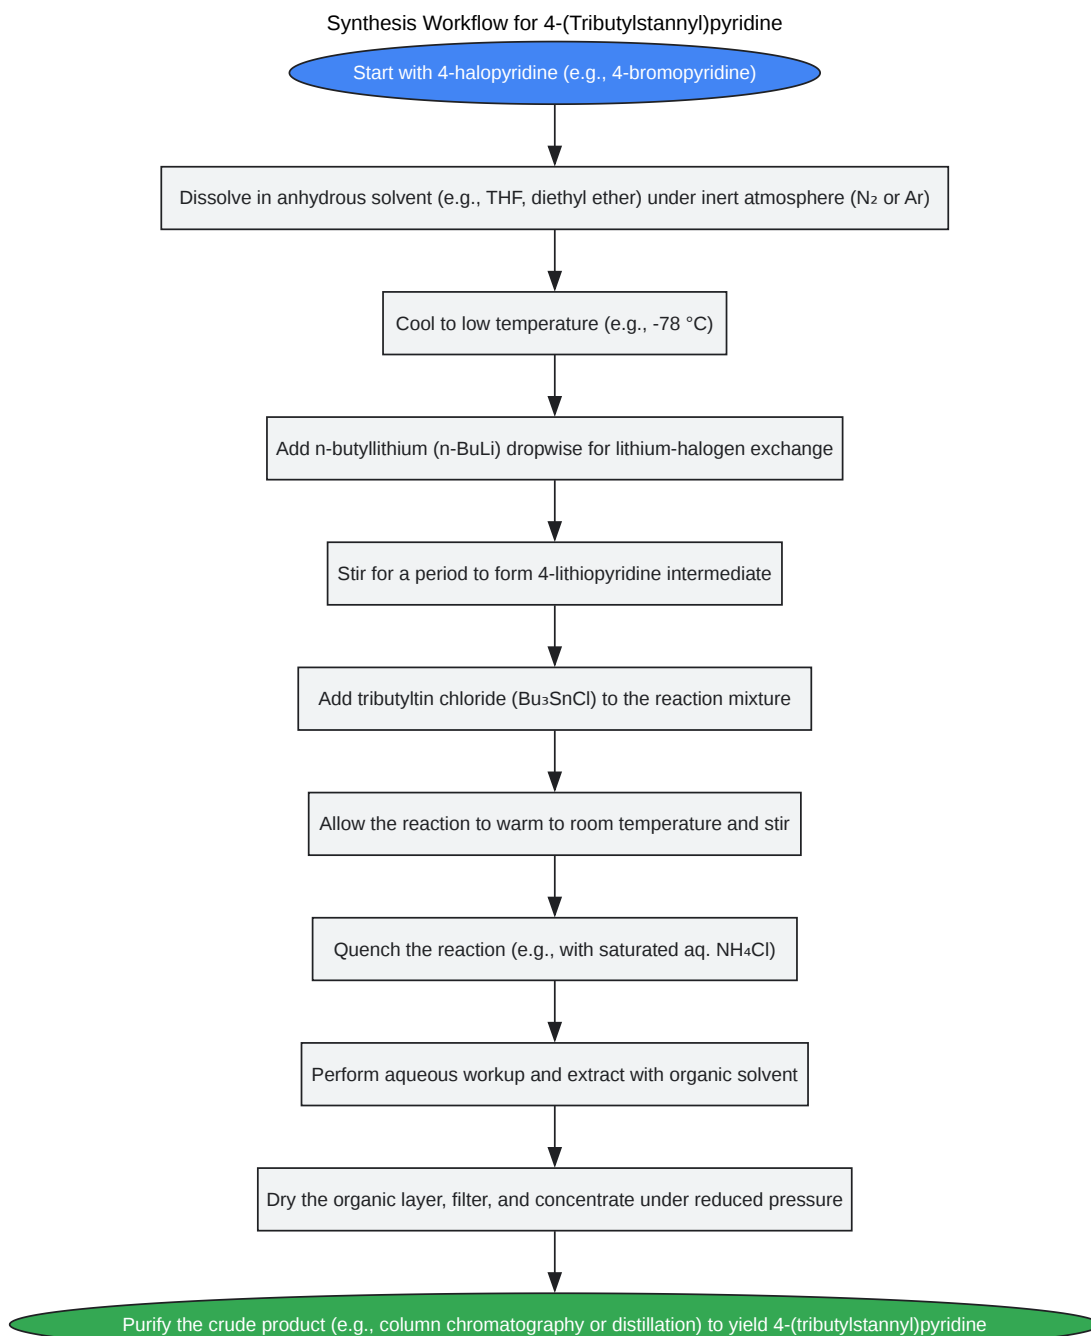 Synthesis Workflow for 4-(Tributylstannyl)pyridine
Start with 4-halopyridine (e.g., 4-bromopyridine)
Dissolve in anhydrous solvent (e.g., THF, diethyl ether) under inert atmosphere (N₂ or Ar)
Cool to low temperature (e.g., -78 °C)
Add n-butyllithium (n-BuLi) dropwise for lithium-halogen exchange
Stir for a period to form 4-lithiopyridine intermediate
Add tributyltin chloride (Bu₃SnCl) to the reaction mixture
Allow the reaction to warm to room temperature and stir
Quench the reaction (e.g., with saturated aq. NH₄Cl)
Perform aqueous workup and extract with organic solvent
Dry the organic layer, filter, and concentrate under reduced pressure
Purify the crude product (e.g., column chromatography or distillation) to yield 4-(tributylstannyl)pyridine